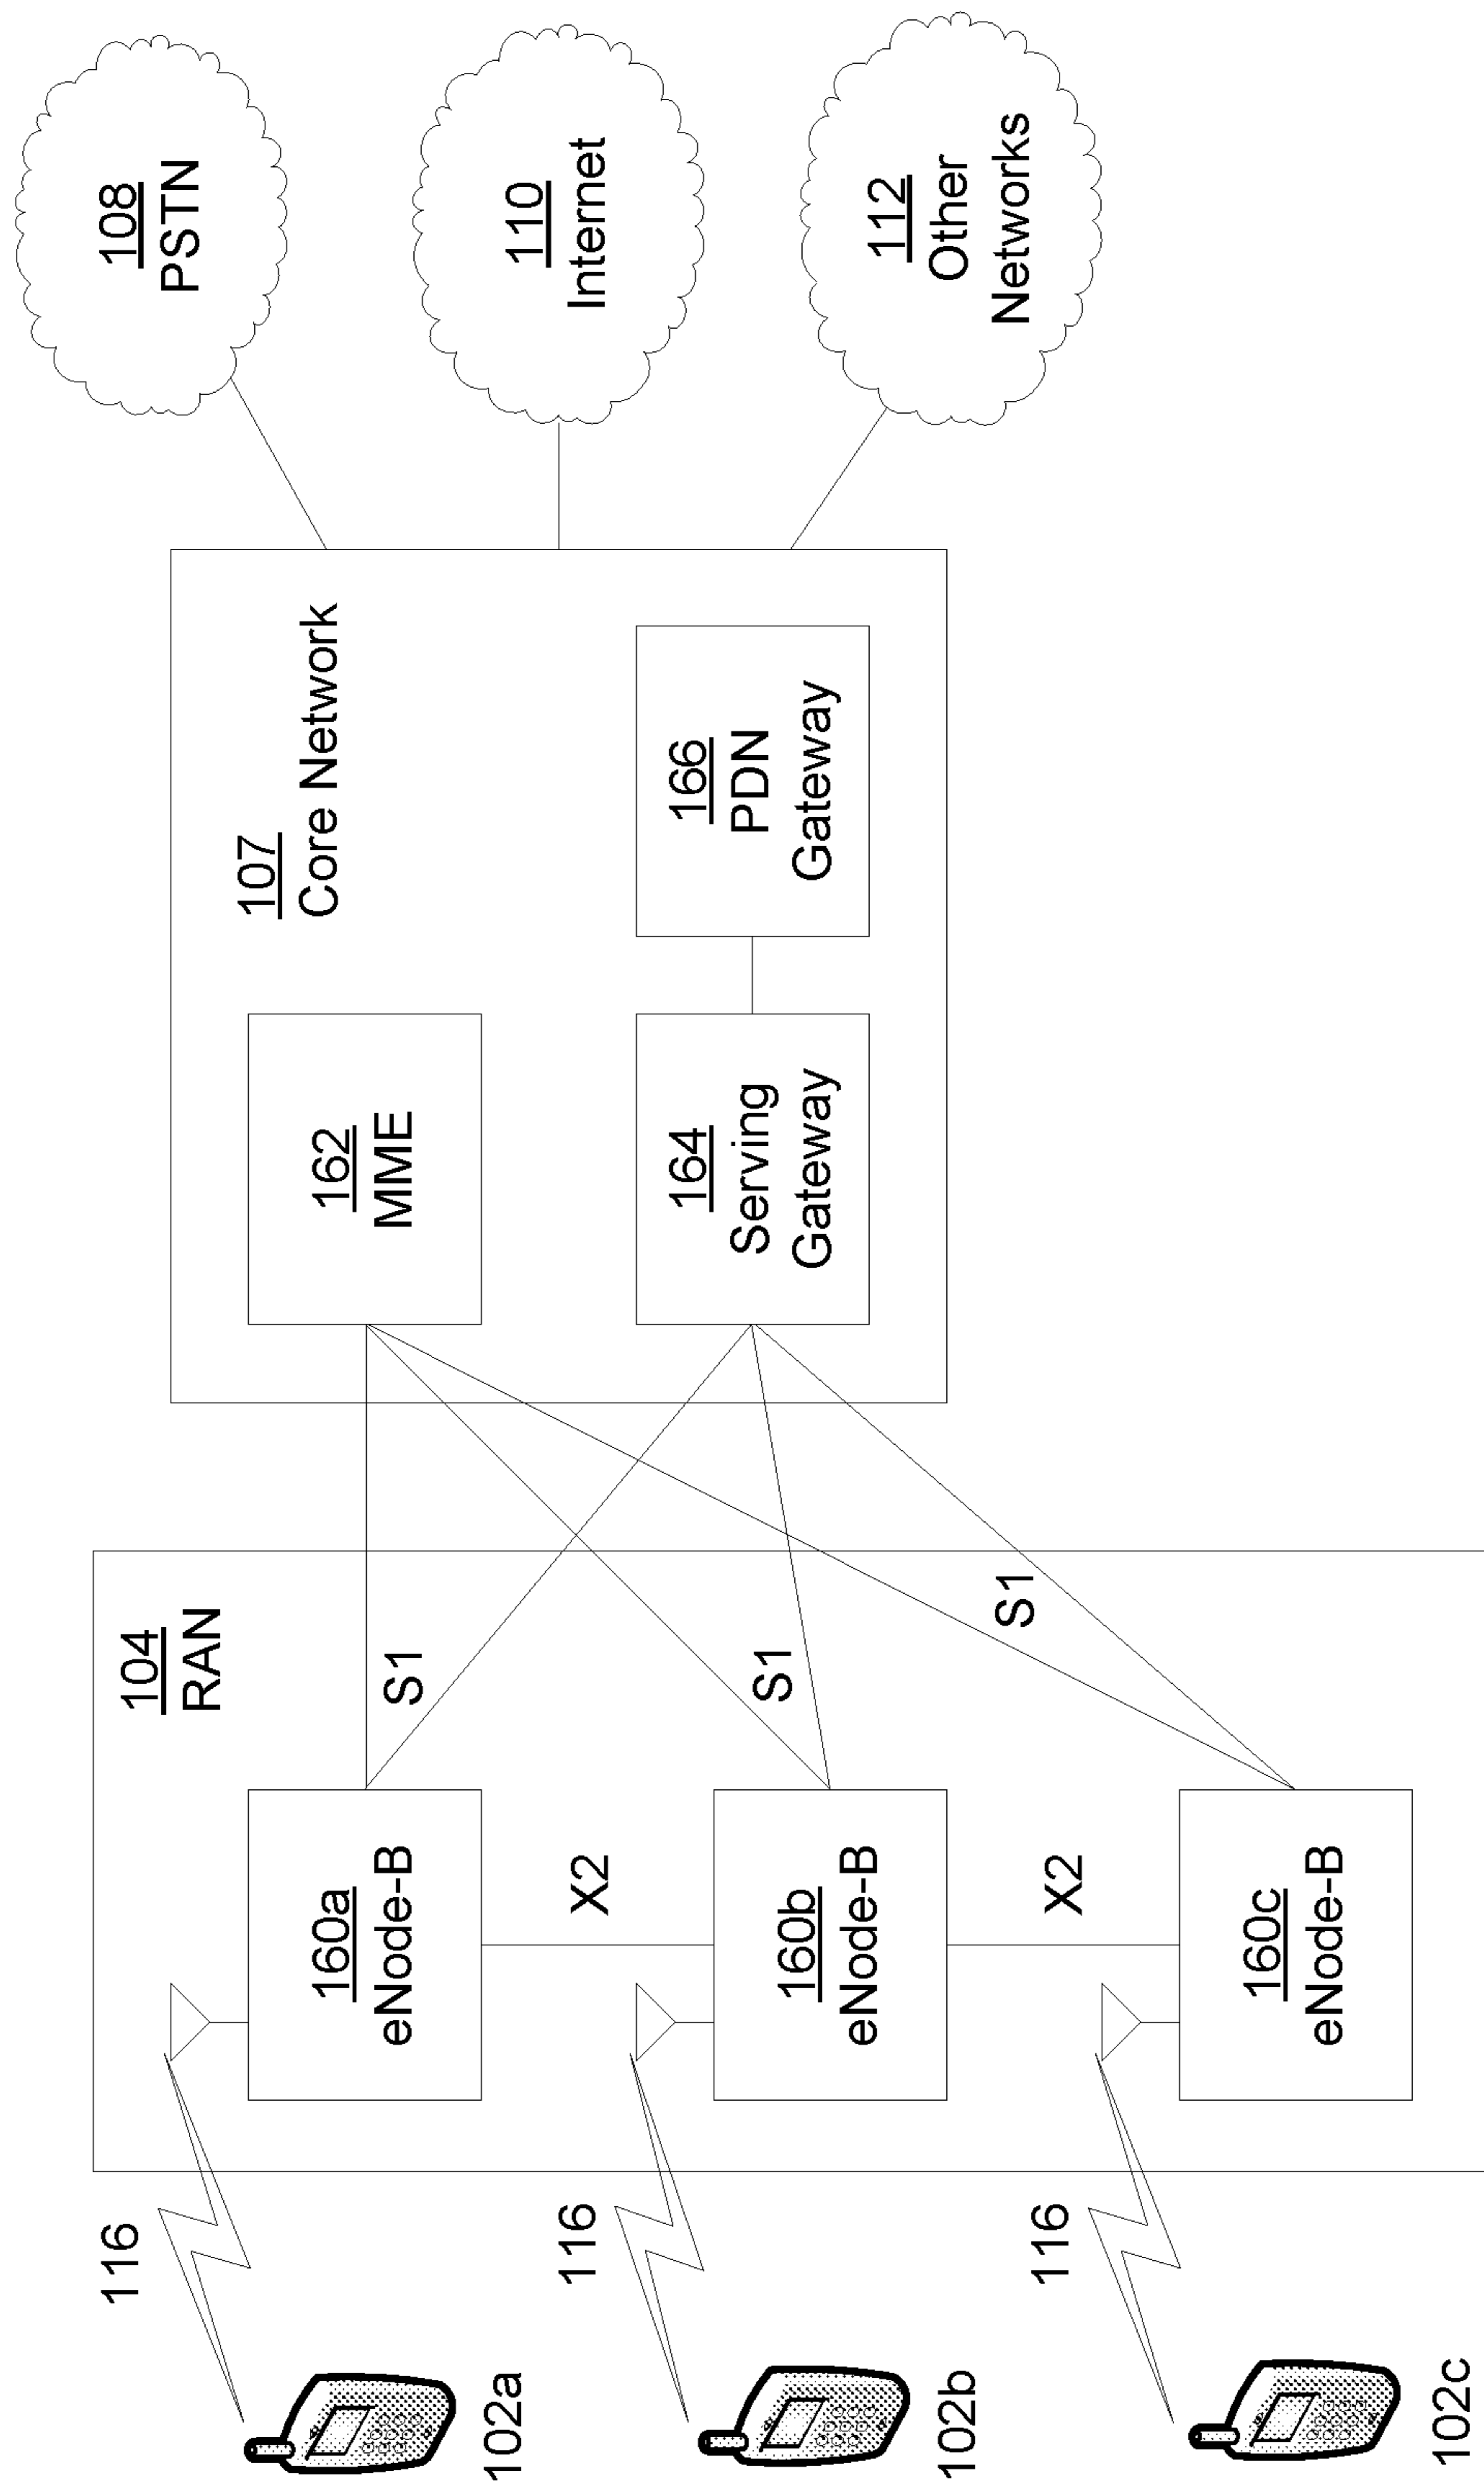 116
104
RAN
107
Core Network
108
PSTN
160a
eNode-B
S1
162
MME
102a
X2
110
Internet
116
160b
eNode-B
S1
164
Serving
Gateway
166
PDN
Gateway
102b
X2
112
Other
Networks
116
160c
eNode-B
S1
102c